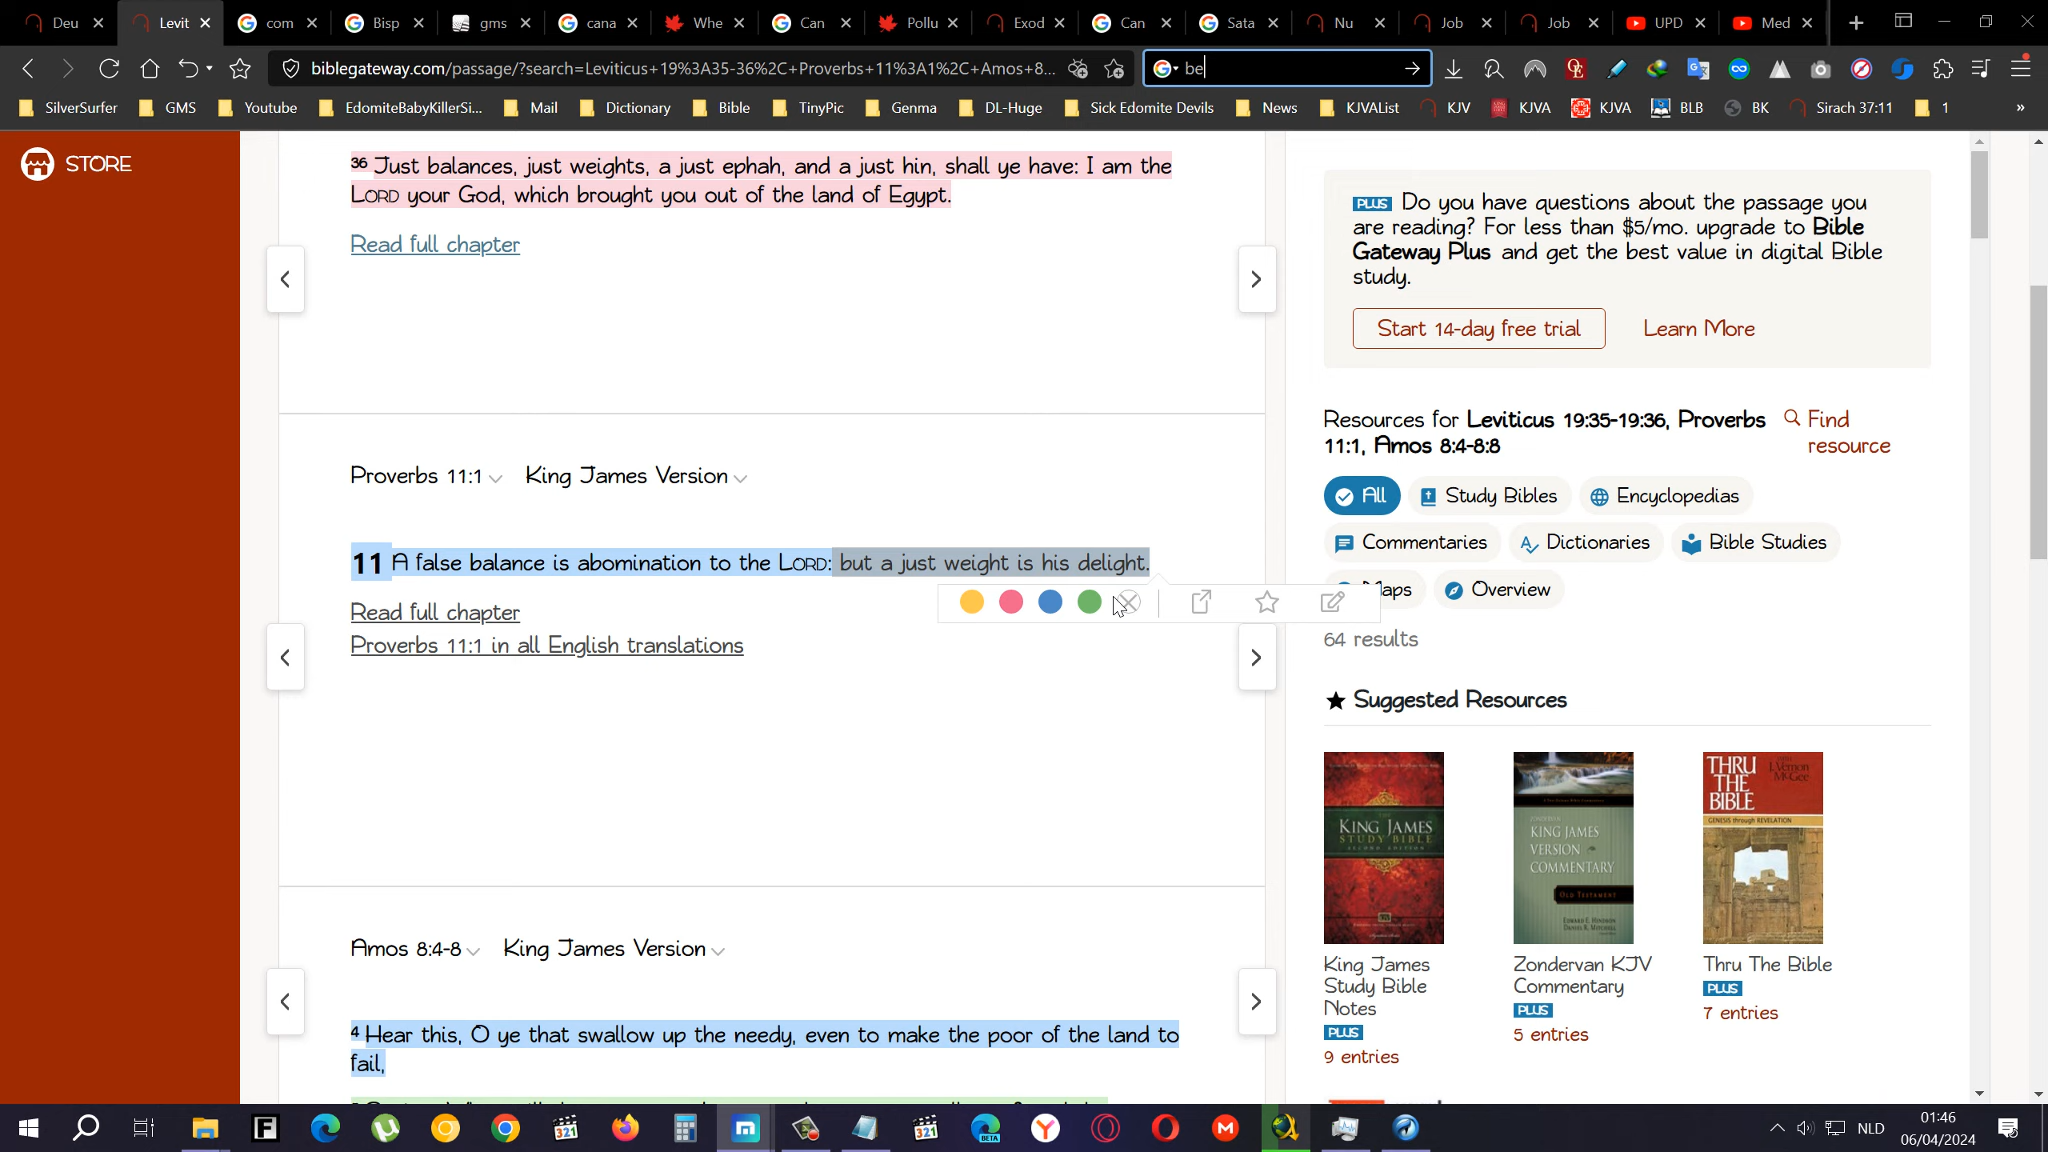 Deu
Levit
com
Bisp
gms
cana
Whe
Can
Pollu
Exod
Can
Sata
Nu
Job
Job
UPD
Med
biblegateway.com/passage/?search=Leviticus+19%3A35-36%2C+Proverbs+11%3A1%2C+Amos+8...
be
SilverSurfer
GMS
Youtube
EdomiteBabyKillerSi...
Mail
Dictionary
Bible
TinyPic
Genma
DL-Huge
Sick Edomite Devils
News
KJVAList
KJV
KJVA
KJVA
BLB
BK
Sirach 37:11
1
»
STORE
36 Just balances, just weights, a just ephah, and a just hin, shall ye have: I am the
LORD your God, which brought you out of the land of Egypt.
Read full chapter
Proverbs 11:1
King James Version
11 A false balance is abomination to the LORD: but a just weight is his delight.
Read full chapter
Proverbs 11:1 in all English translations
Amos 8:4-8
King James Version
4 Hear this, O ye that swallow up the needy, even to make the poor of the land to
fail,
PLUS Do you have questions about the passage you
are reading? For less than $5/mo. upgrade to Bible
Gateway Plus and get the best value in digital Bible
study.
Start 14-day free trial
Learn More
Resources for Leviticus 19:35-19:36, Proverbs
11:1, Amos 8:4-8:8
Find
resource
All
Study Bibles
Encyclopedias
Commentaries
Dictionaries
Bible Studies
Maps
Overview
64 results
Suggested Resources
KING JAMES
STUDY BIBLE
SECOND EDITION
KING JAMES
VERSION
COMMENTARY
OLD TESTAMENT
THRU
THE
BIBLE
J. Vernon
McGee
GENESIS through REVELATION
King James
Study Bible
Notes
PLUS
9 entries
Zondervan KJV
Commentary
PLUS
5 entries
Thru The Bible
PLUS
7 entries
NLD
01:46
06/04/2024